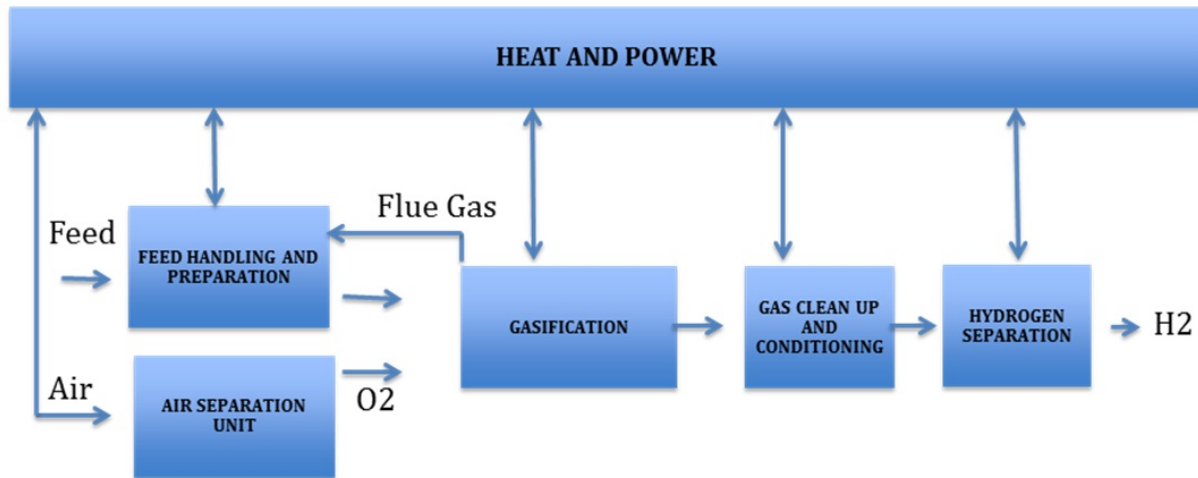 HEAT AND POWER
Flue Gas
Feed
FEED HANDLING AND
PREPARATION
GASIFICATION
GAS CLEAN UP
AND
CONDITIONING
HYDROGEN
SEPARATION
H2
Air
O2
AIR SEPARATION
UNIT